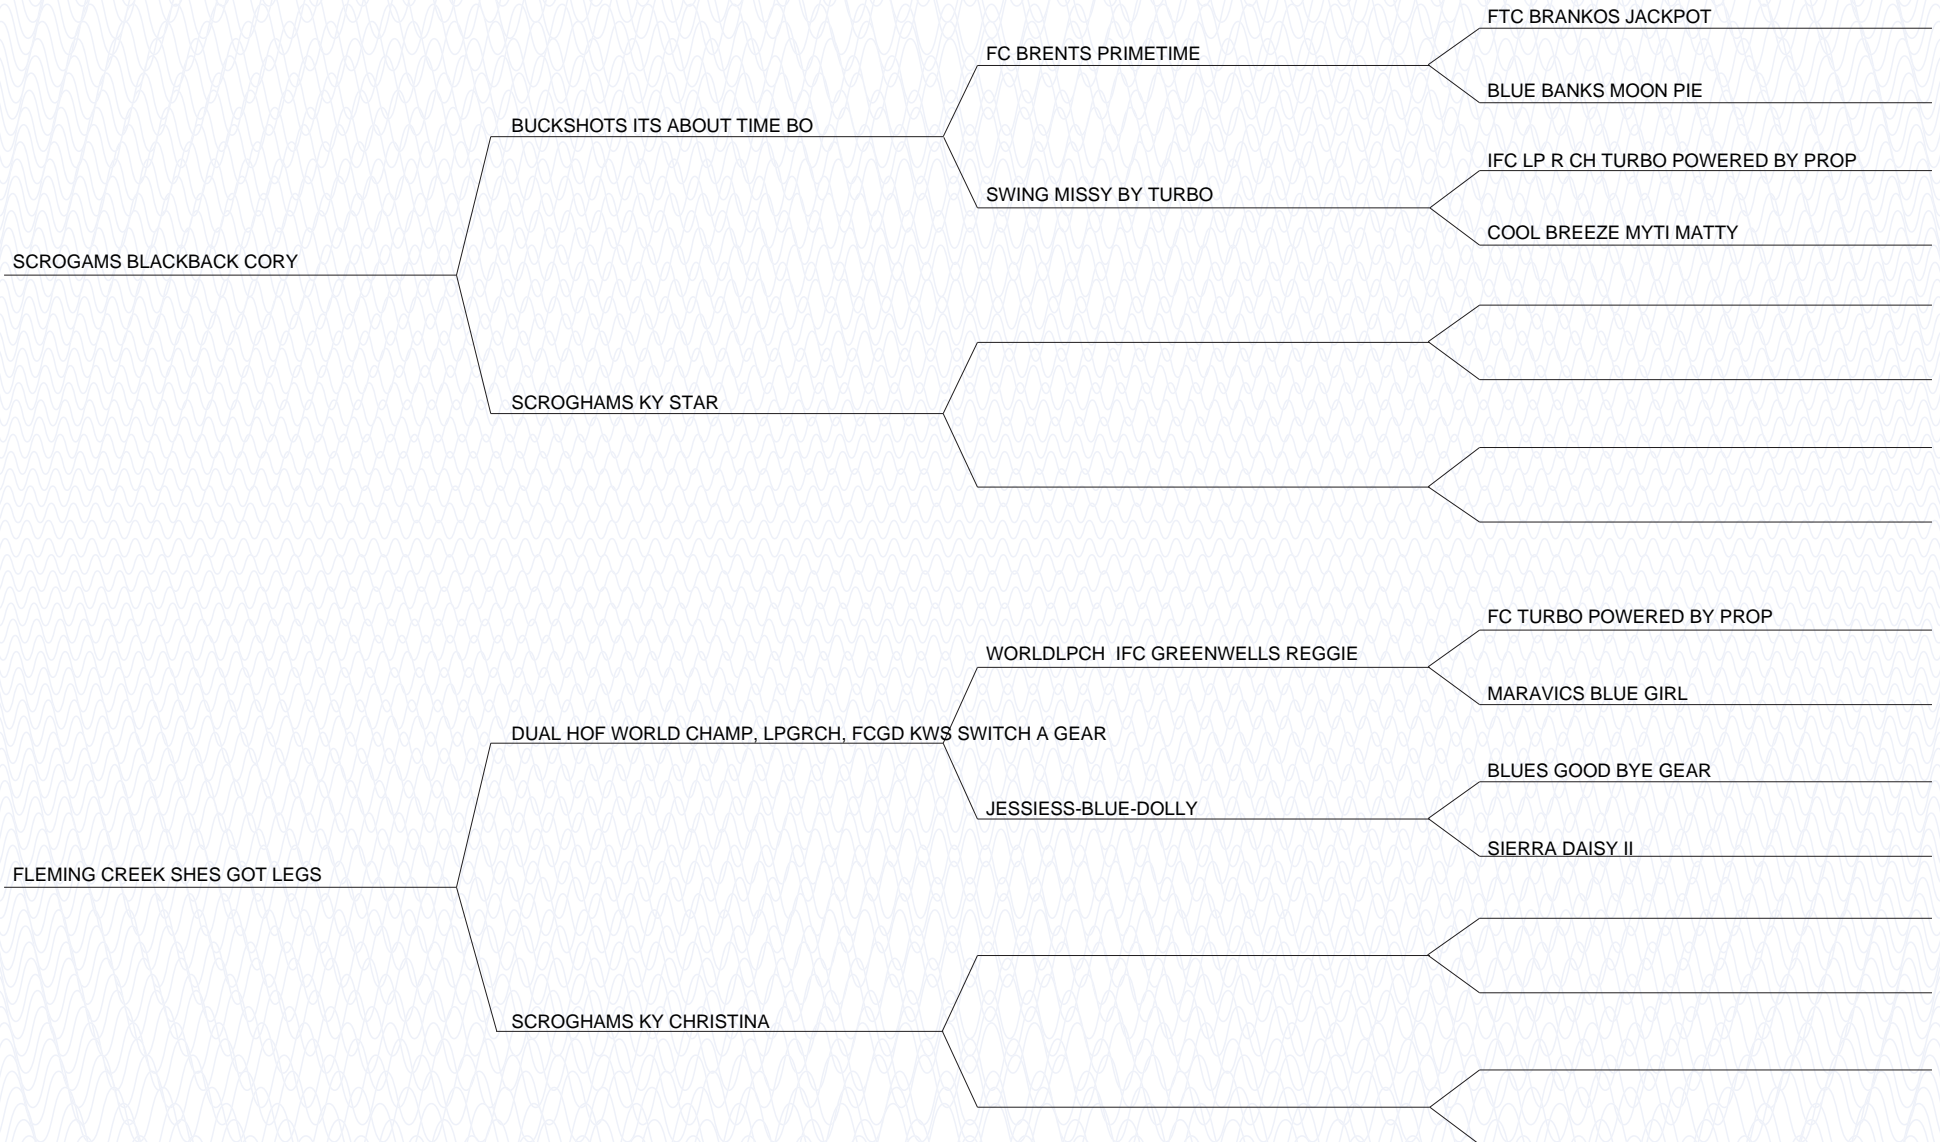 FTC BRANKOS JACKPOT
FC BRENTS PRIMETIME
BLUE BANKS MOON PIE
BUCKSHOTS ITS ABOUT TIME BO
IFC LP R CH TURBO POWERED BY PROP
SWING MISSY BY TURBO
COOL BREEZE MYTI MATTY
SCROGAMS BLACKBACK CORY
SCROGHAMS KY STAR
FC TURBO POWERED BY PROP
WORLDLPCH  IFC GREENWELLS REGGIE
MARAVICS BLUE GIRL
DUAL HOF WORLD CHAMP, LPGRCH, FCGD KWS SWITCH A GEAR
BLUES GOOD BYE GEAR
JESSIESS-BLUE-DOLLY
SIERRA DAISY II
FLEMING CREEK SHES GOT LEGS
SCROGHAMS KY CHRISTINA